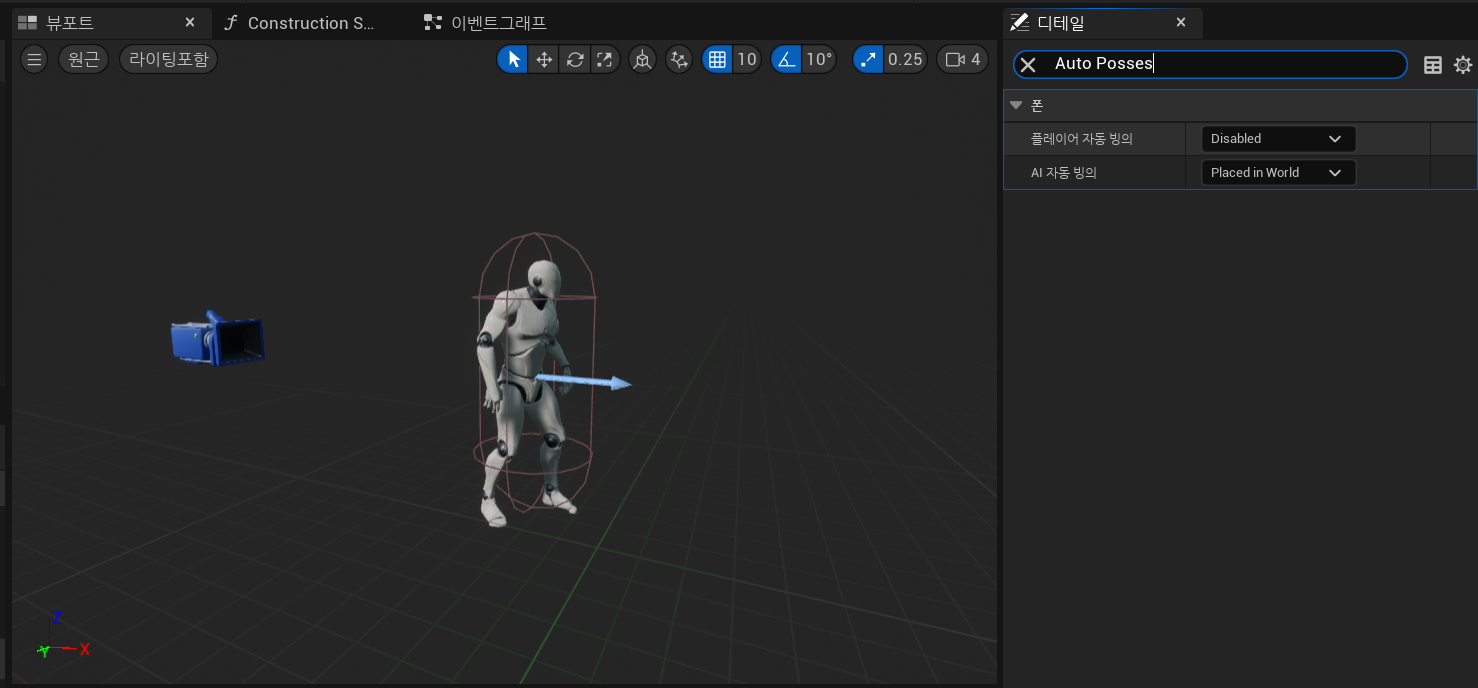 뷰포트
Construction S...
이벤트그래프
디테일
원근
라이팅포함
10
10°
0.25
4
Auto Posses
폰
플레이어 자동 빙의
Disabled
AI 자동 빙의
Placed in World
Z
Y
X